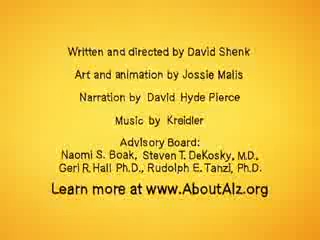 Written and directed by David Shenk
Art and animation by Jossie Malis
Narration by David Hyde Pierce
Music by Kreidler
Advisory Board:
Naomi S. Boak, Steven T. DeKosky, M.D.,
Geri R. Hall Ph.D., Rudolph E. Tanzi, Ph.D.
Learn more at www.AboutAlz.org